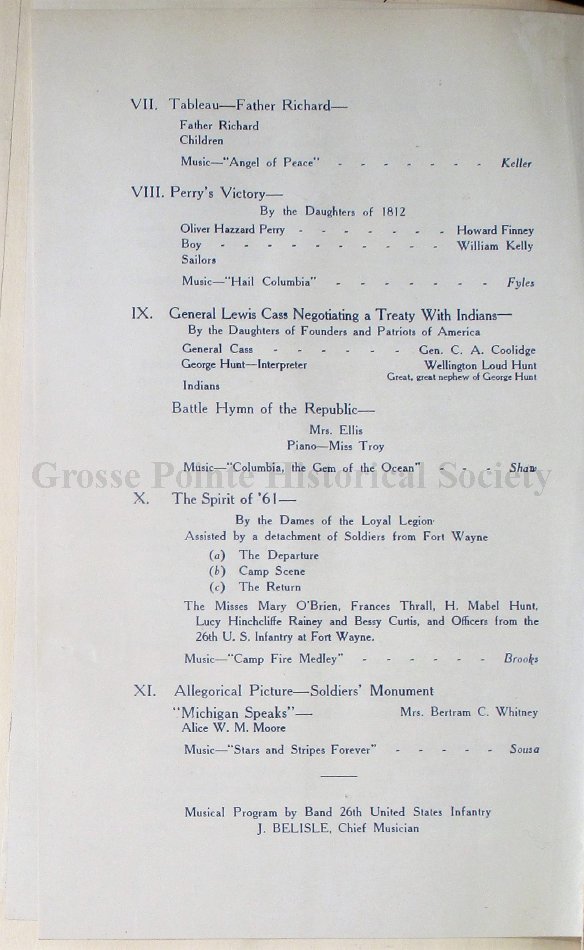 VII. Tableau—Father Richard—
Father Richard
Children
Music—"Angel of Peace" - - - - - - - Keller
VIII. Perry's Victory—
By the Daughters of 1812
Oliver Hazzard Perry - - - - - - - Howard Finney
Boy - - - - - - - - - - William Kelly
Sailors
Music—"Hail Columbia" - - - - - - - Fyles
IX. General Lewis Cass Negotiating a Treaty With Indians—
By the Daughters of Founders and Patriots of America
General Cass - - - - - - Gen. C. A. Coolidge
George Hunt—Interpreter Wellington Loud Hunt
Great, great nephew of George Hunt
Indians
Battle Hymn of the Republic—
Mrs. Ellis
Piano—Miss Troy
Music—"Columbia, the Gem of the Ocean" - - - Shaw
Grosse Pointe Historical Society
X. The Spirit of '61—
By the Dames of the Loyal Legion
Assisted by a detachment of Soldiers from Fort Wayne
(a) The Departure
(b) Camp Scene
(c) The Return
The Misses Mary O'Brien, Frances Thrall, H. Mabel Hunt,
Lucy Hinchcliffe Rainey and Bessy Curtis, and Officers from the
26th U. S. Infantry at Fort Wayne.
Music—"Camp Fire Medley" - - - - - - Brooks
XI. Allegorical Picture—Soldiers' Monument
"Michigan Speaks"— Mrs. Bertram C. Whitney
Alice W. M. Moore
Music—"Stars and Stripes Forever" - - - - - Sousa
Musical Program by Band 26th United States Infantry
J. BELISLE, Chief Musician